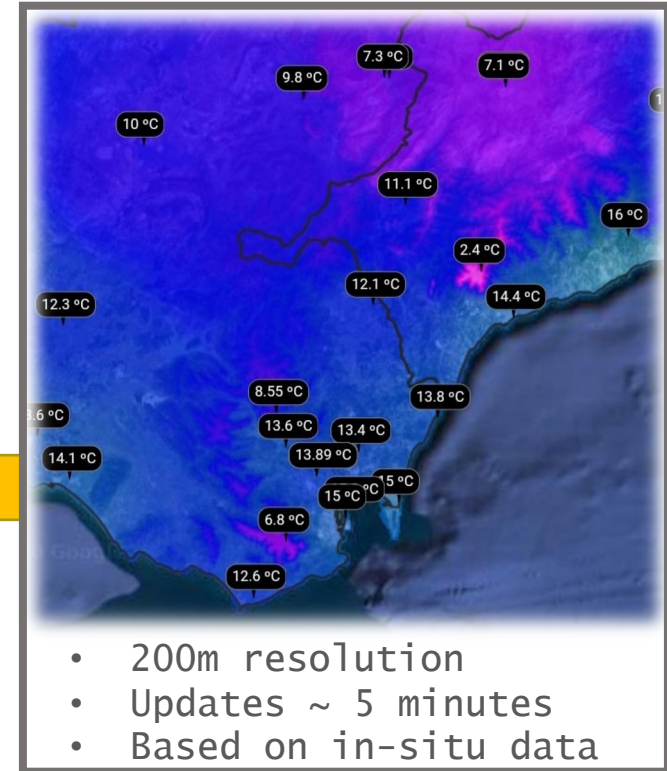 7.3 ºC
9.8 ºC
7.1 ºC
10 ºC
11.1 ºC
16 ºC
2.4 ºC
12.1 ºC
14.4 ºC
12.3 ºC
8.55 ºC
13.8 ºC
.6 ºC
13.6 ºC
13.4 ºC
14.1 ºC
13.89 ºC
15 ºC
15 ºC
ºC
6.8 ºC
12.6 ºC
• 200m resolution
• Updates ~ 5 minutes
• Based on in-situ data